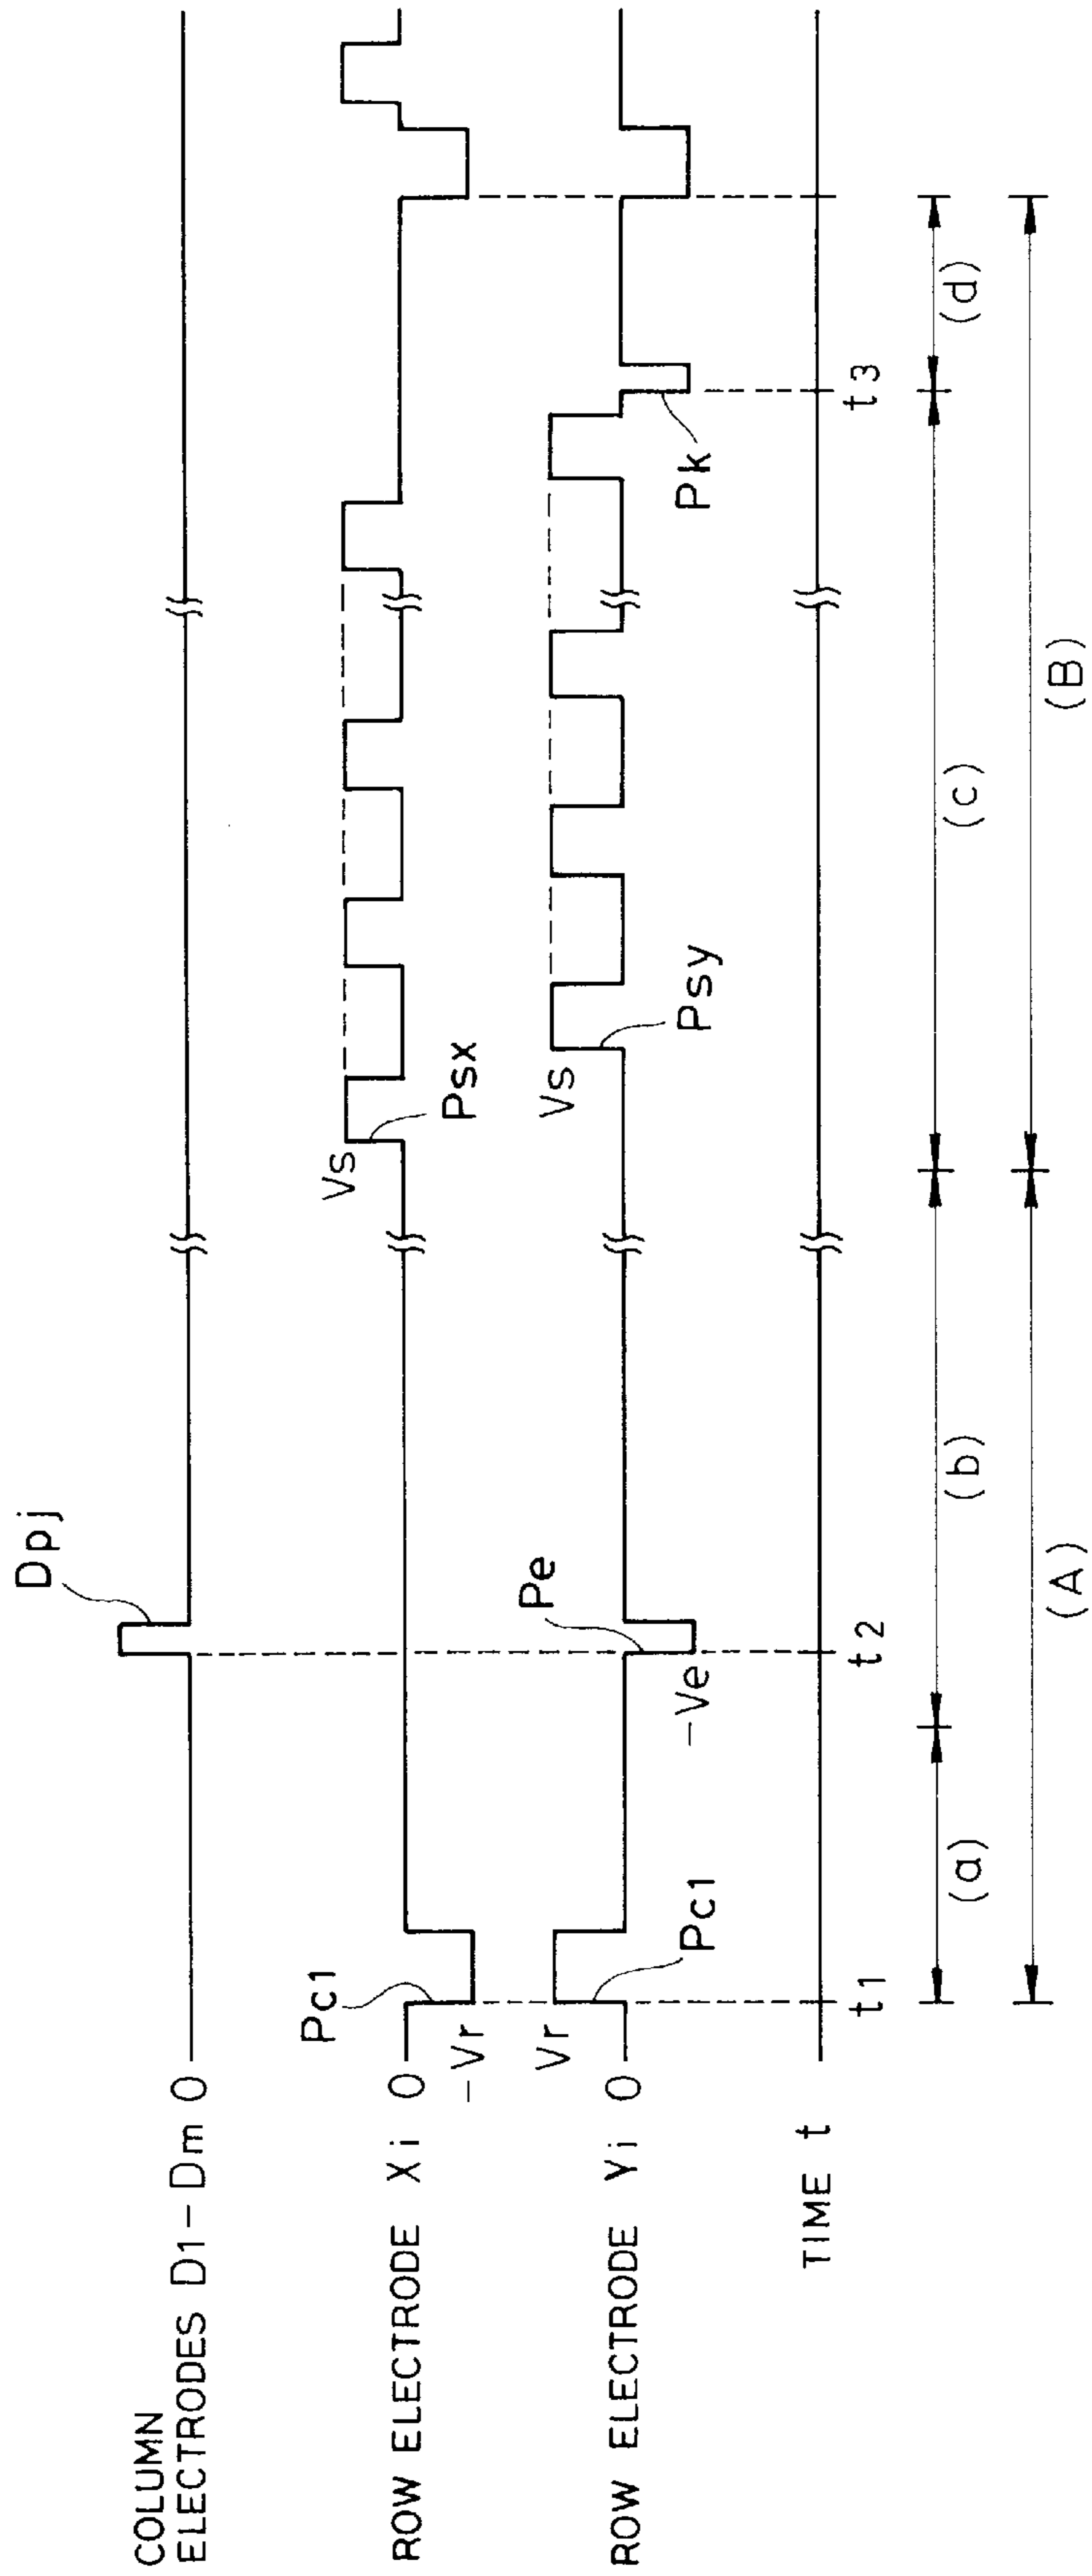 COLUMN
ELECTRODES D1-Dm 0
Dpj
ROW ELECTRODE Xi 0
-Vr
Pc1
Vs
Psx
ROW ELECTRODE Yi 0
Vr
Pc1
-Ve
Pe
Vs
Psy
Pk
TIME t
t1
t2
t3
(a)
(b)
(c)
(d)
(A)
(B)